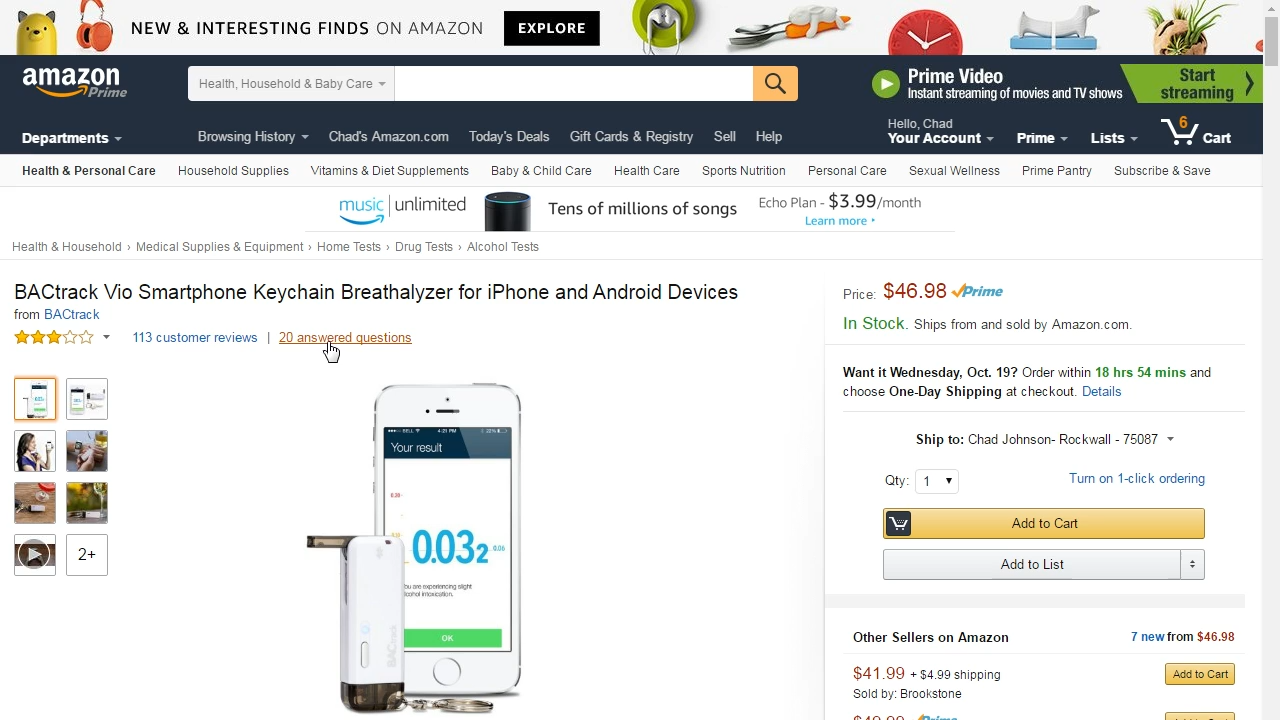 NEW & INTERESTING FINDS ON AMAZON EXPLORE
amazon Prime
Health, Household & Baby Care
Prime Video
Instant streaming of movies and TV shows
Start streaming
Departments
Browsing History Chad's Amazon.com Today's Deals Gift Cards & Registry Sell Help
Hello, Chad
Your Account Prime Lists 6 Cart
Health & Personal Care Household Supplies Vitamins & Diet Supplements Baby & Child Care Health Care Sports Nutrition Personal Care Sexual Wellness Prime Pantry Subscribe & Save
music unlimited Tens of millions of songs Echo Plan - $3.99/month
Learn more
Health & Household › Medical Supplies & Equipment › Home Tests › Drug Tests › Alcohol Tests
BACtrack Vio Smartphone Keychain Breathalyzer for iPhone and Android Devices
from BACtrack
113 customer reviews | 20 answered questions
2+
BELL 4:21 PM 22%
Your result
0.032
0.06
OK
BACtrack
Price: $46.98 Prime
In Stock. Ships from and sold by Amazon.com.
Want it Wednesday, Oct. 19? Order within 18 hrs 54 mins and
choose One-Day Shipping at checkout. Details
Ship to: Chad Johnson- Rockwall - 75087
Qty: 1 Turn on 1-click ordering
Add to Cart
Add to List
Other Sellers on Amazon 7 new from $46.98
$41.99 + $4.99 shipping Add to Cart
Sold by: Brookstone